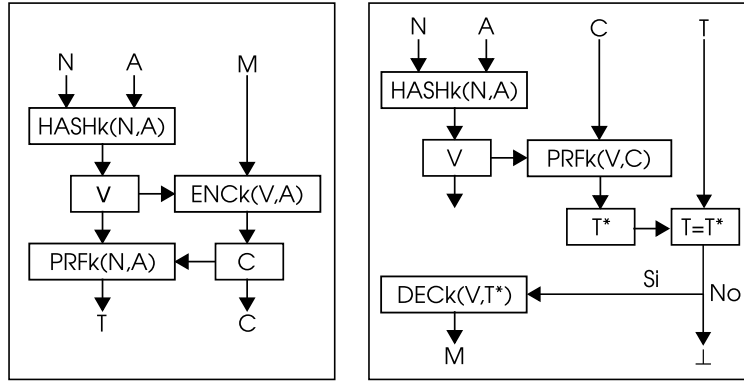 N A M
HASHk(N,A)
V ENCk(V,A)
PRFk(N,A) C
T C
N A C T
HASHk(N,A)
V PRFk(V,C)
T* T=T*
Si No
DECk(V,T*)
M ⊥